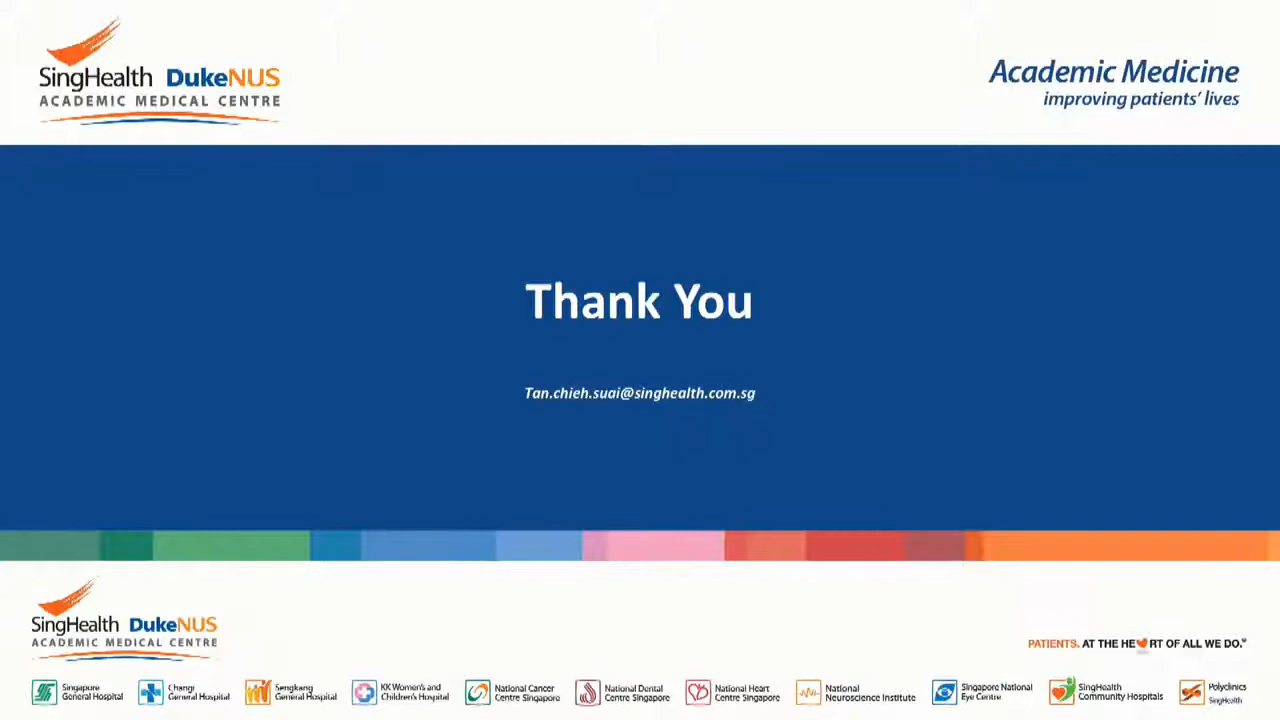 SingHealth DukeNUS
ACADEMIC MEDICAL CENTRE
Academic Medicine
improving patients' lives
Thank You
Tan.chieh.suai@singhealth.com.sg
SingHealth DukeNUS
ACADEMIC MEDICAL CENTRE
PATIENTS. AT THE HE RT OF ALL WE DO.
Singapore
General Hospital
Changi
General Hospital
Sengkang
General Hospital
KK Women's and
Children's Hospital
National Cancer
Centre Singapore
National Dental
Centre Singapore
National Heart
Centre Singapore
National
Neuroscience Institute
Singapore National
Eye Centre
SingHealth
Community Hospitals
Polyclinics
SingHealth